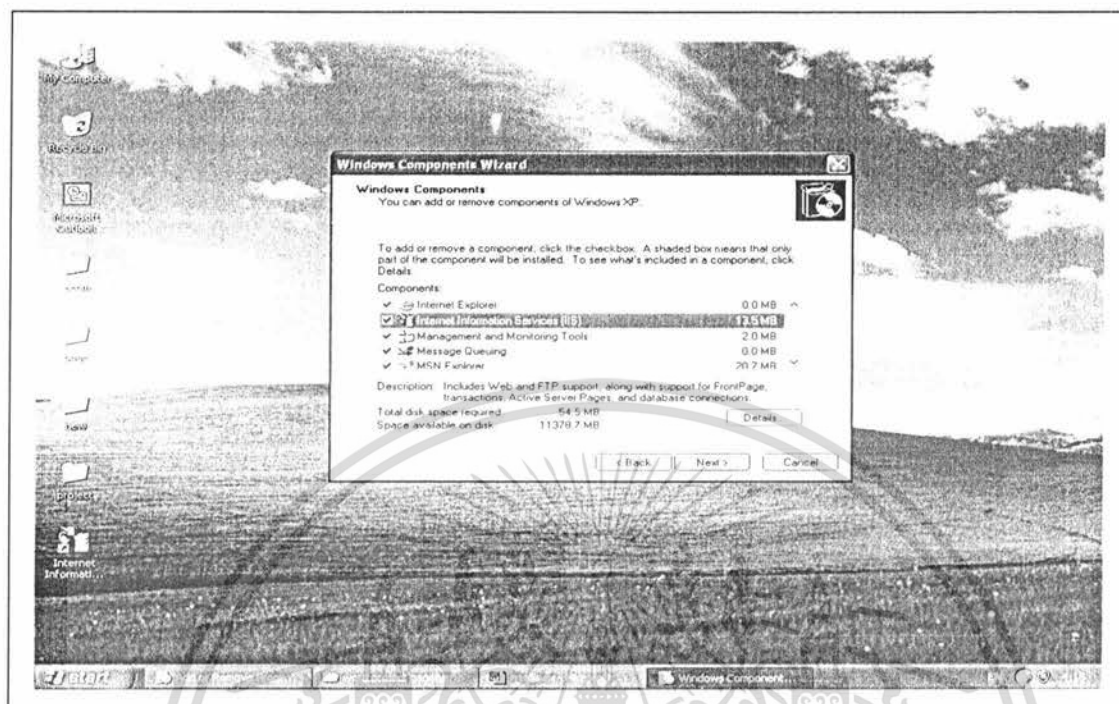 My Computer
Recycle Bin
Microsoft
Outlook
new
project
Internet
Informati...
Windows Components Wizard
Windows Components
You can add or remove components of Windows XP.
To add or remove a component, click the checkbox. A shaded box means that only
part of the component will be installed. To see what's included in a component, click
Details.
Components:
Internet Explorer 0.0 MB
Internet Information Services (IIS) 13.5 MB
Management and Monitoring Tools 2.0 MB
Message Queuing 0.0 MB
MSN Explorer 20.7 MB
Description: Includes Web and FTP support, along with support for FrontPage,
transactions, Active Server Pages, and database connections.
Total disk space required 54.5 MB
Space available on disk 11378.7 MB
Details...
< Back Next > Cancel
start
Windows Component...